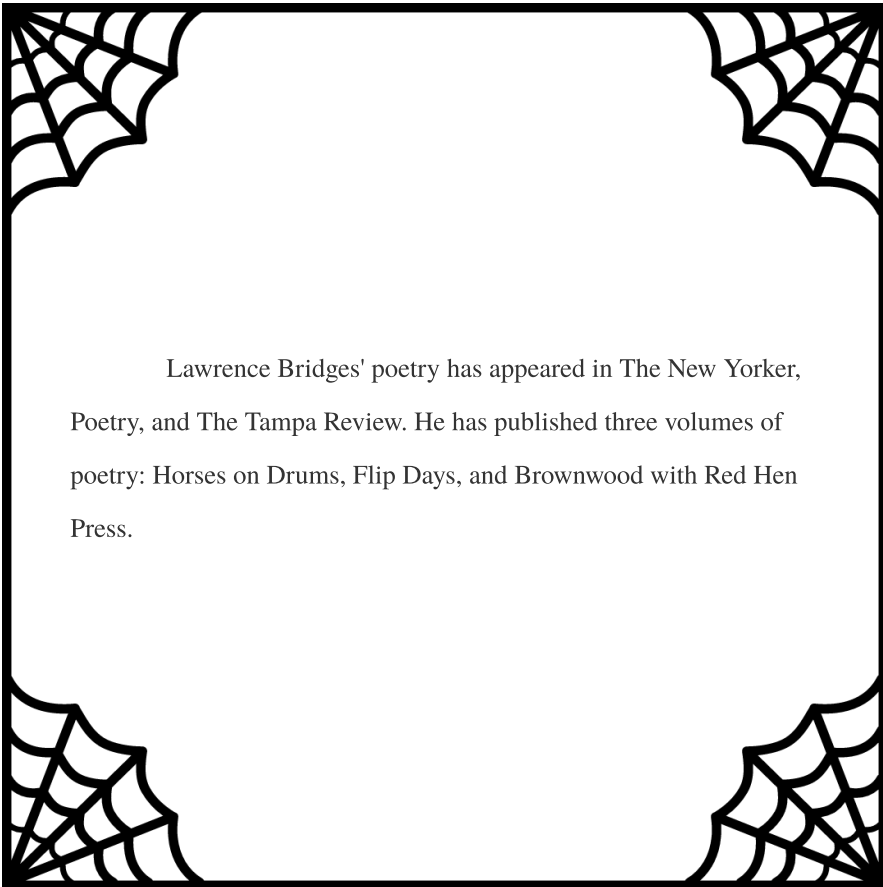 Lawrence Bridges' poetry has appeared in The New Yorker,
Poetry, and The Tampa Review. He has published three volumes of
poetry: Horses on Drums, Flip Days, and Brownwood with Red Hen
Press.